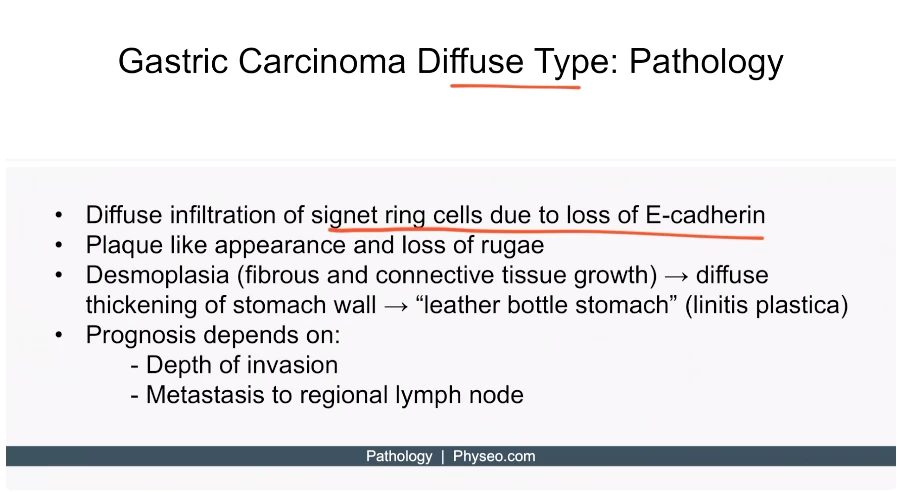 Gastric Carcinoma Diffuse Type: Pathology
• Diffuse infiltration of signet ring cells due to loss of E-cadherin
• Plaque like appearance and loss of rugae
• Desmoplasia (fibrous and connective tissue growth) → diffuse
thickening of stomach wall → “leather bottle stomach” (linitis plastica)
• Prognosis depends on:
- Depth of invasion
- Metastasis to regional lymph node
Pathology | Physeo.com